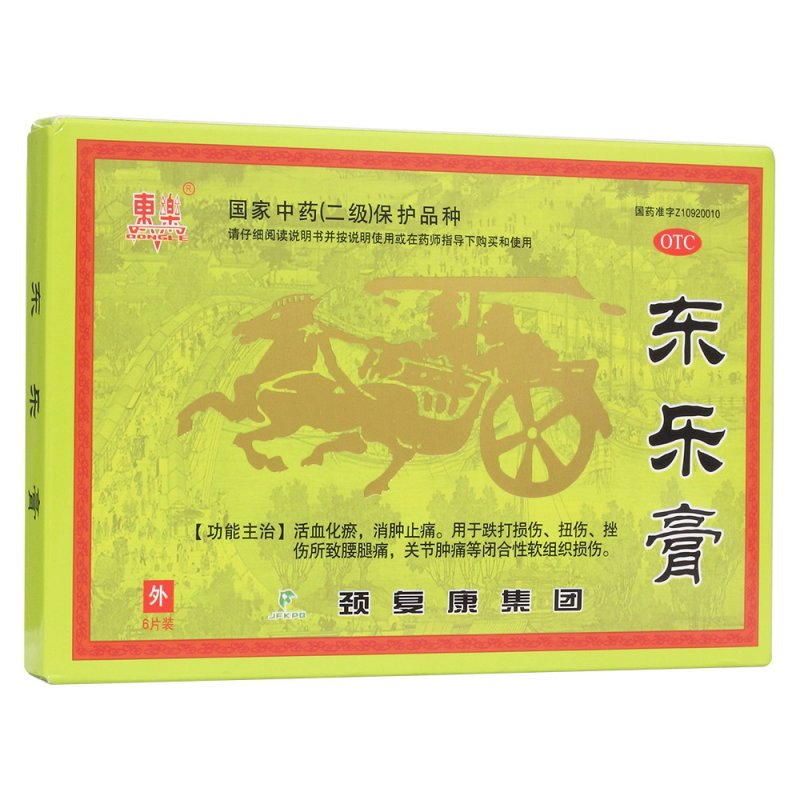 東樂®
DONGLE
国家中药(二级)保护品种
请仔细阅读说明书并按说明使用或在药师指导下购买和使用
国药准字Z10920010
OTC
东乐膏
【功能主治】活血化瘀，消肿止痛。用于跌打损伤、扭伤、挫
伤所致腰腿痛，关节肿痛等闭合性软组织损伤。
外
6片装
JFKPG
颈复康集团
东乐膏